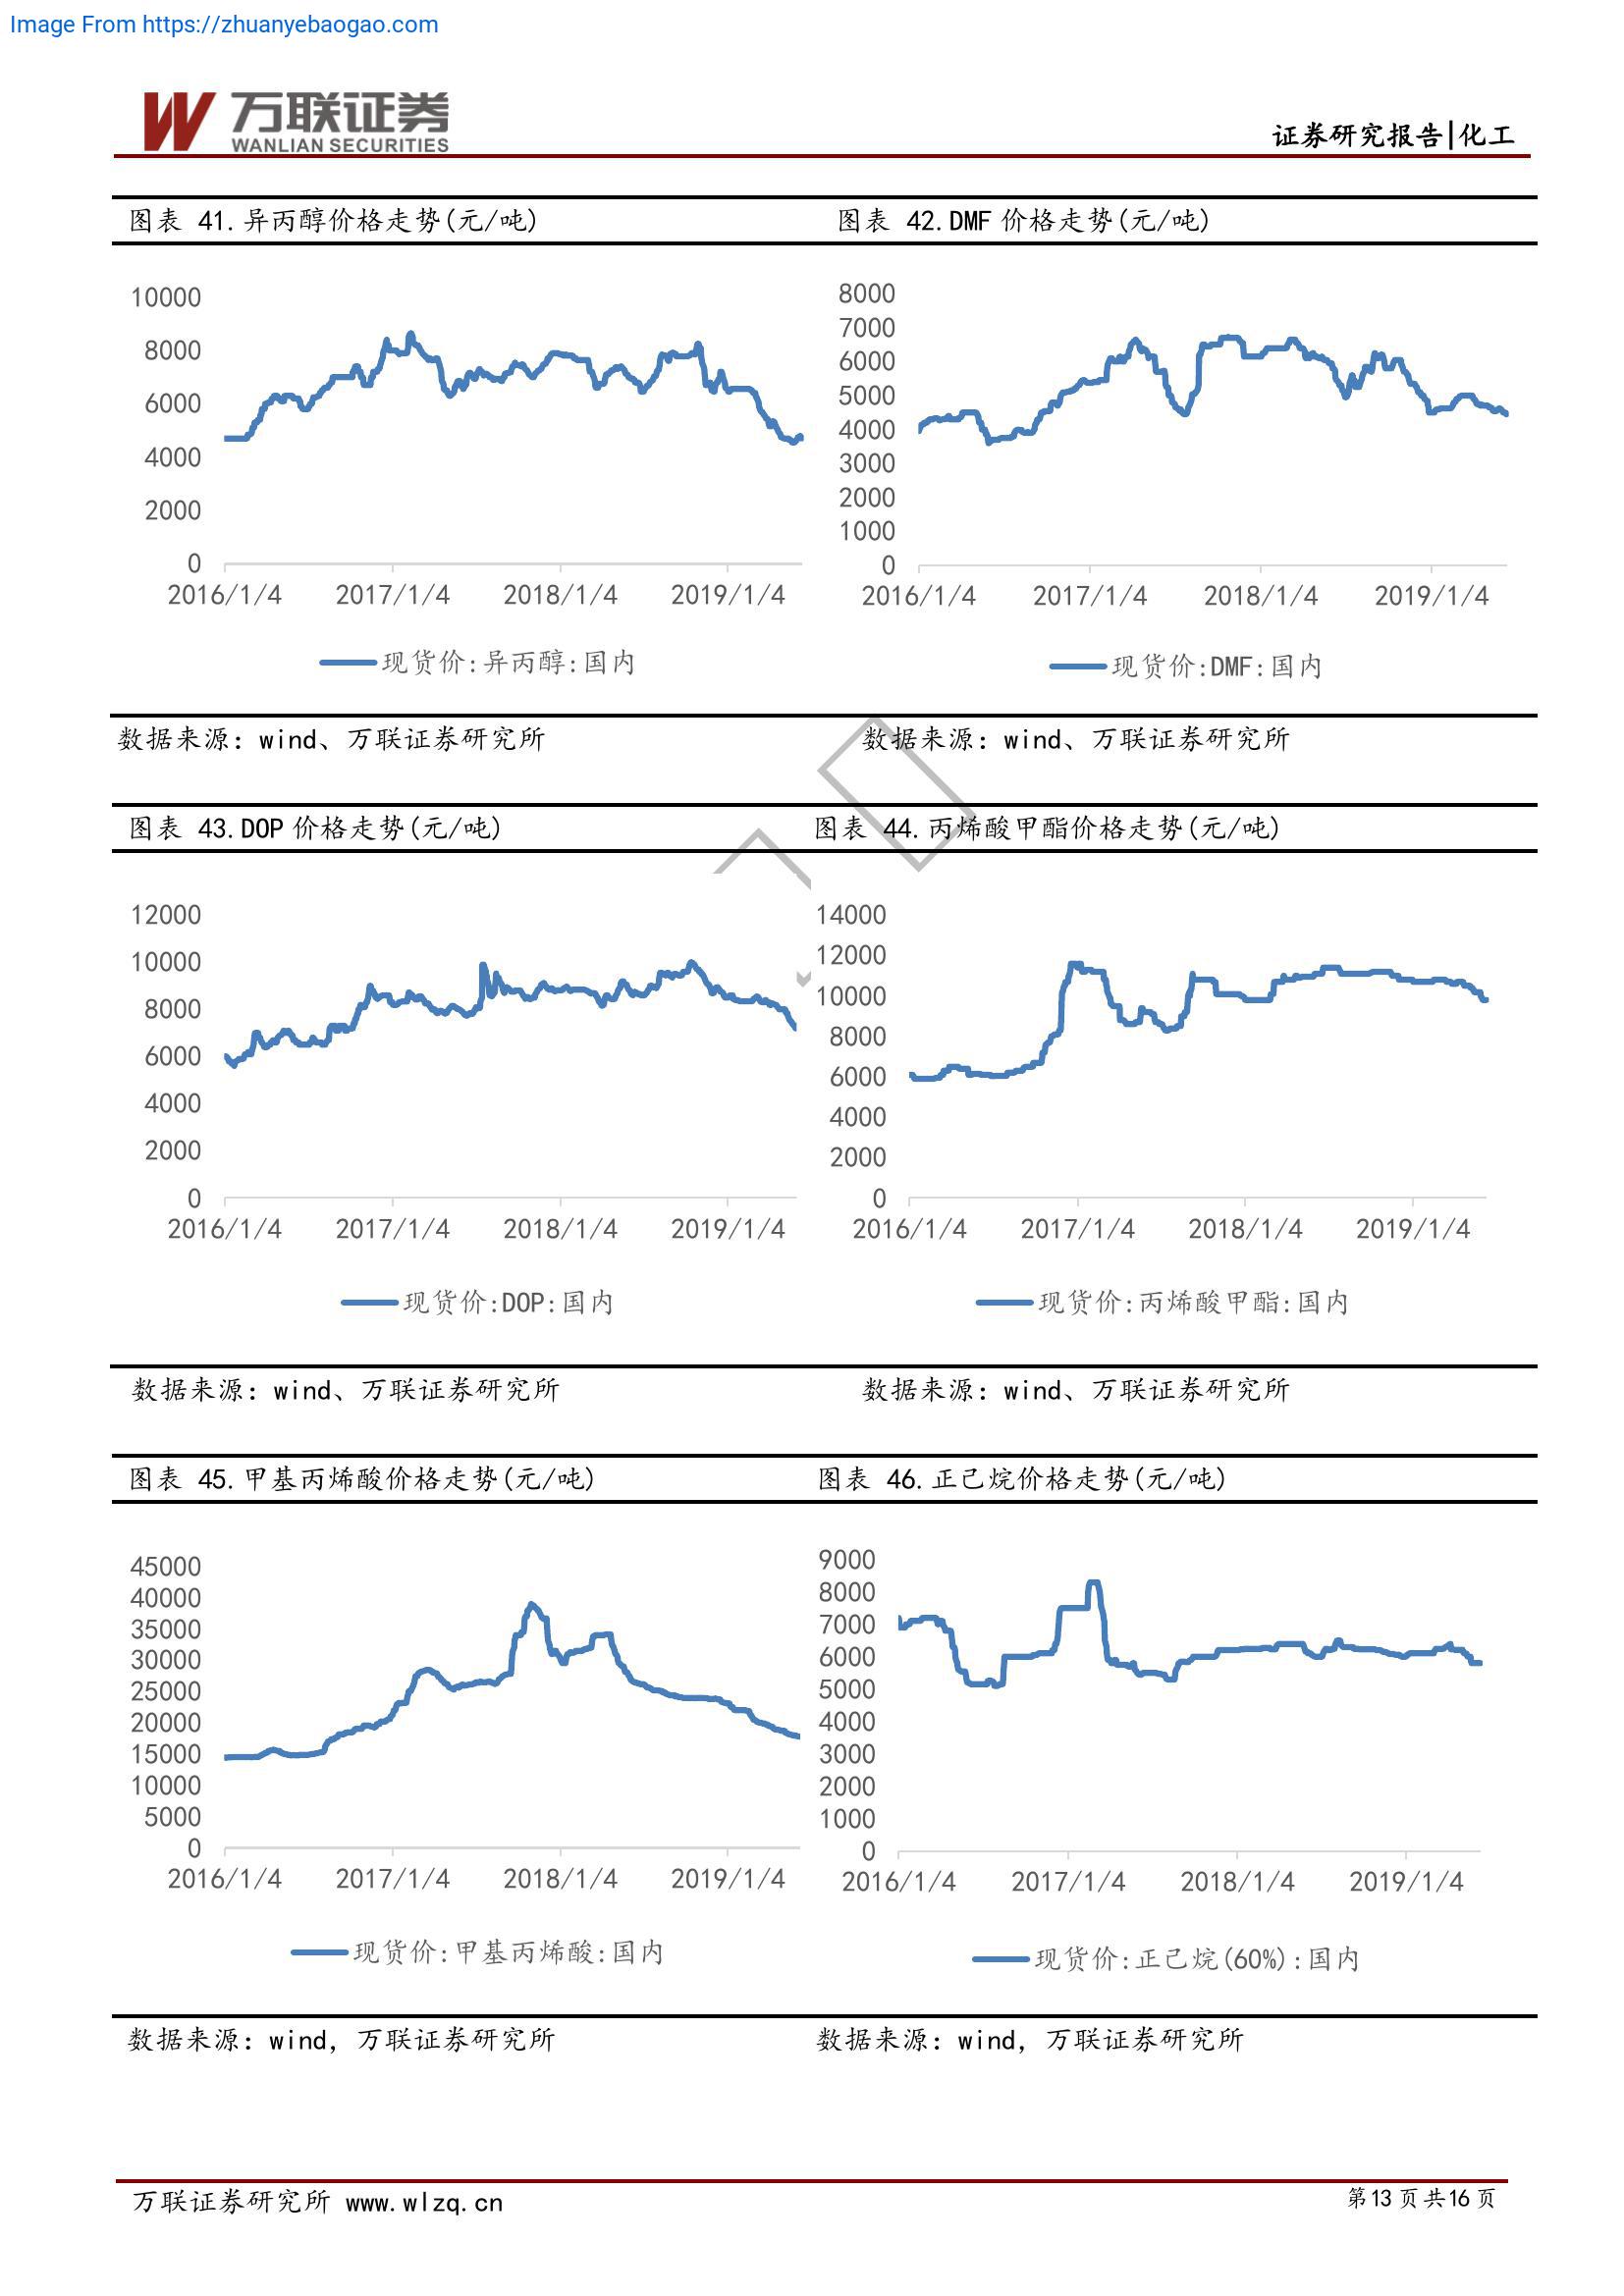 Image From https://zhuanyebaogao.com
万联证券
WANLIAN SECURITIES
证券研究报告|化工
图表 41.异丙醇价格走势(元/吨)
图表 42.DMF 价格走势(元/吨)
10000
8000
6000
4000
2000
0
2016/1/4 2017/1/4 2018/1/4 2019/1/4
现货价:异丙醇:国内
8000
7000
6000
5000
4000
3000
2000
1000
0
2016/1/4 2017/1/4 2018/1/4 2019/1/4
现货价:DMF:国内
数据来源：wind、万联证券研究所
数据来源：wind、万联证券研究所
图表 43.DOP 价格走势(元/吨)
图表 44.丙烯酸甲酯价格走势(元/吨)
12000
10000
8000
6000
4000
2000
0
2016/1/4 2017/1/4 2018/1/4 2019/1/4
现货价:DOP:国内
14000
12000
10000
8000
6000
4000
2000
0
2016/1/4 2017/1/4 2018/1/4 2019/1/4
现货价:丙烯酸甲酯:国内
数据来源：wind、万联证券研究所
数据来源：wind、万联证券研究所
图表 45.甲基丙烯酸价格走势(元/吨)
图表 46.正己烷价格走势(元/吨)
45000
40000
35000
30000
25000
20000
15000
10000
5000
0
2016/1/4 2017/1/4 2018/1/4 2019/1/4
现货价:甲基丙烯酸:国内
9000
8000
7000
6000
5000
4000
3000
2000
1000
0
2016/1/4 2017/1/4 2018/1/4 2019/1/4
现货价:正己烷(60%):国内
数据来源：wind，万联证券研究所
数据来源：wind，万联证券研究所
万联证券研究所 www.wlzq.cn
第13页共16页